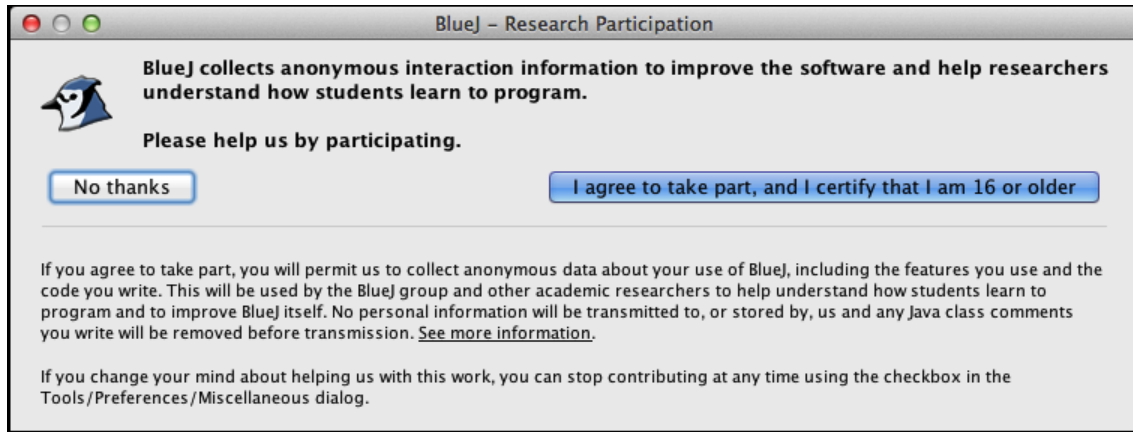 BlueJ – Research Participation
BlueJ collects anonymous interaction information to improve the software and help researchers
understand how students learn to program.
Please help us by participating.
No thanks
I agree to take part, and I certify that I am 16 or older
If you agree to take part, you will permit us to collect anonymous data about your use of BlueJ, including the features you use and the
code you write. This will be used by the BlueJ group and other academic researchers to help understand how students learn to
program and to improve BlueJ itself. No personal information will be transmitted to, or stored by, us and any Java class comments
you write will be removed before transmission. See more information.
If you change your mind about helping us with this work, you can stop contributing at any time using the checkbox in the
Tools/Preferences/Miscellaneous dialog.